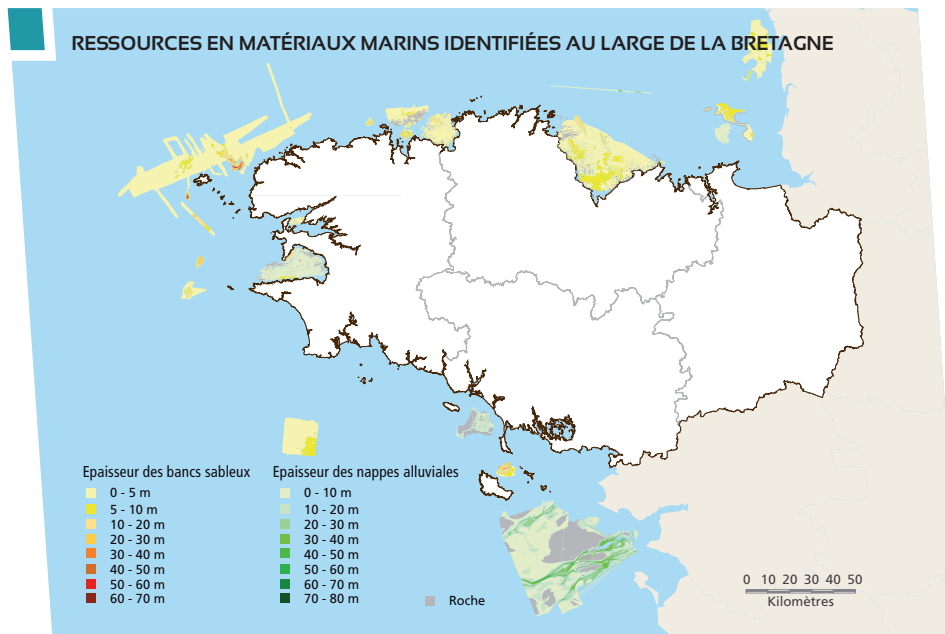 RESSOURCES EN MATÉRIAUX MARINS IDENTIFIÉES AU LARGE DE LA BRETAGNE
Epaisseur des bancs sableux
0 - 5 m
5 - 10 m
10 - 20 m
20 - 30 m
30 - 40 m
40 - 50 m
50 - 60 m
60 - 70 m
Epaisseur des nappes alluviales
0 - 10 m
10 - 20 m
20 - 30 m
30 - 40 m
40 - 50 m
50 - 60 m
60 - 70 m
70 - 80 m
Roche
0 10 20 30 40 50
Kilomètres